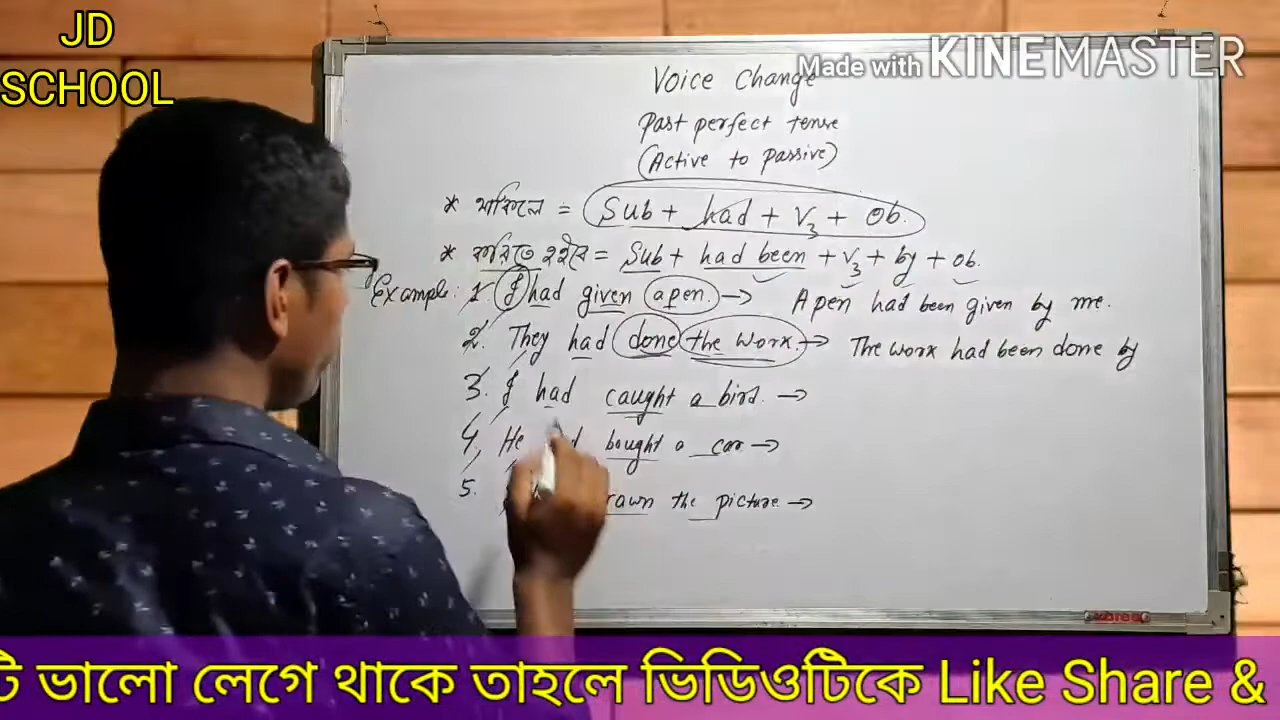 JD
SCHOOL
Made with KINEMASTER
Voice Change
Past perfect tense
(Active to Passive)
* থাকিলে = Sub + had + V3 + Ob.
* করিতে হইবে = Sub + had been + V3 + by + ob.
Example: 1. I had given a pen. → A pen had been given by me.
2. They had done the work. → The work had been done by
3. I had caught a bird. →
4, He bought a car →
5. the picture. →
টি ভালো লেগে থাকে তাহলে ভিডিওটিকে Like Share &